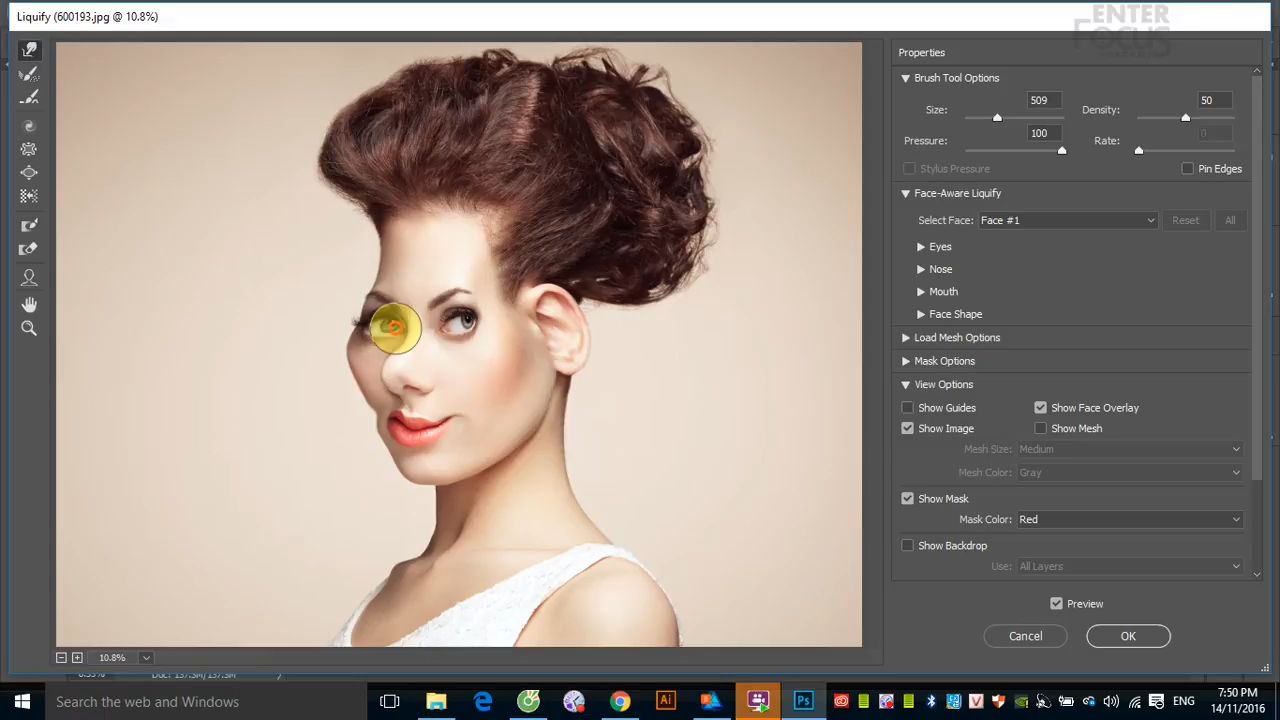 Liquify (600193.jpg @ 10.8%)
ENTER
FOCUS
Properties
Brush Tool Options
Size: 509 Density: 50
Pressure: 100 Rate: 0
Stylus Pressure Pin Edges
Face-Aware Liquify
Select Face: Face #1 Reset All
Eyes
Nose
Mouth
Face Shape
Load Mesh Options
Mask Options
View Options
Show Guides Show Face Overlay
Show Image Show Mesh
Mesh Size: Medium
Mesh Color: Gray
Show Mask
Mask Color: Red
Show Backdrop
Use: All Layers
Preview
Cancel OK
10.8%
Search the web and Windows
Ai
Ps
ENG
7:50 PM
14/11/2016